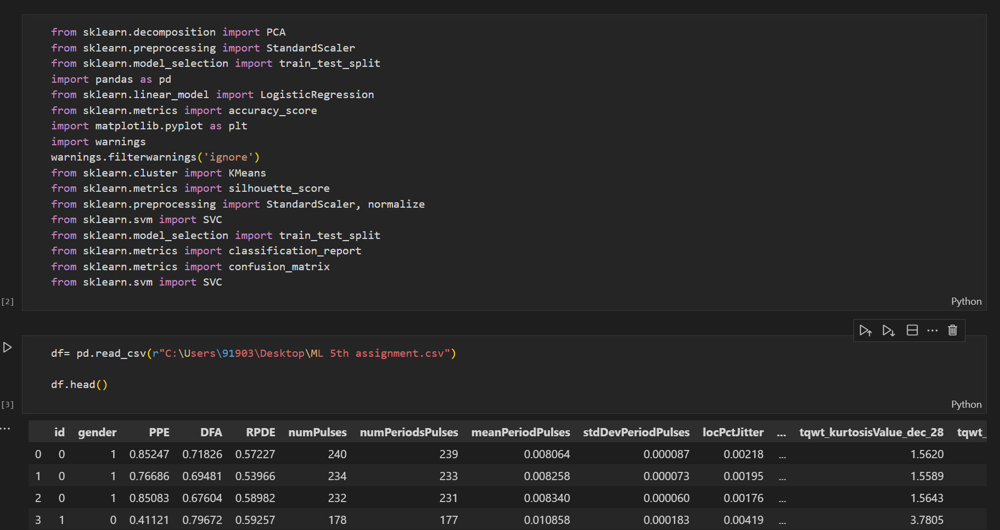 from sklearn.decomposition import PCA
from sklearn.preprocessing import StandardScaler
from sklearn.model_selection import train_test_split
import pandas as pd
from sklearn.linear_model import LogisticRegression
from sklearn.metrics import accuracy_score
import matplotlib.pyplot as plt
import warnings
warnings.filterwarnings('ignore')
from sklearn.cluster import KMeans
from sklearn.metrics import silhouette_score
from sklearn.preprocessing import StandardScaler, normalize
from sklearn.svm import SVC
from sklearn.model_selection import train_test_split
from sklearn.metrics import classification_report
from sklearn.metrics import confusion_matrix
from sklearn.svm import SVC
[2] Python
df= pd.read_csv(r"C:\Users\91903\Desktop\ML 5th assignment.csv")
df.head()
[3] Python
id gender PPE DFA RPDE numPulses numPeriodsPulses meanPeriodPulses stdDevPeriodPulses locPctJitter ... tqwt_kurtosisValue_dec_28 tqwt_
0 0 1 0.85247 0.71826 0.57227 240 239 0.008064 0.000087 0.00218 ... 1.5620
1 0 1 0.76686 0.69481 0.53966 234 233 0.008258 0.000073 0.00195 ... 1.5589
2 0 1 0.85083 0.67604 0.58982 232 231 0.008340 0.000060 0.00176 ... 1.5643
3 1 0 0.41121 0.79672 0.59257 178 177 0.010858 0.000183 0.00419 ... 3.7805